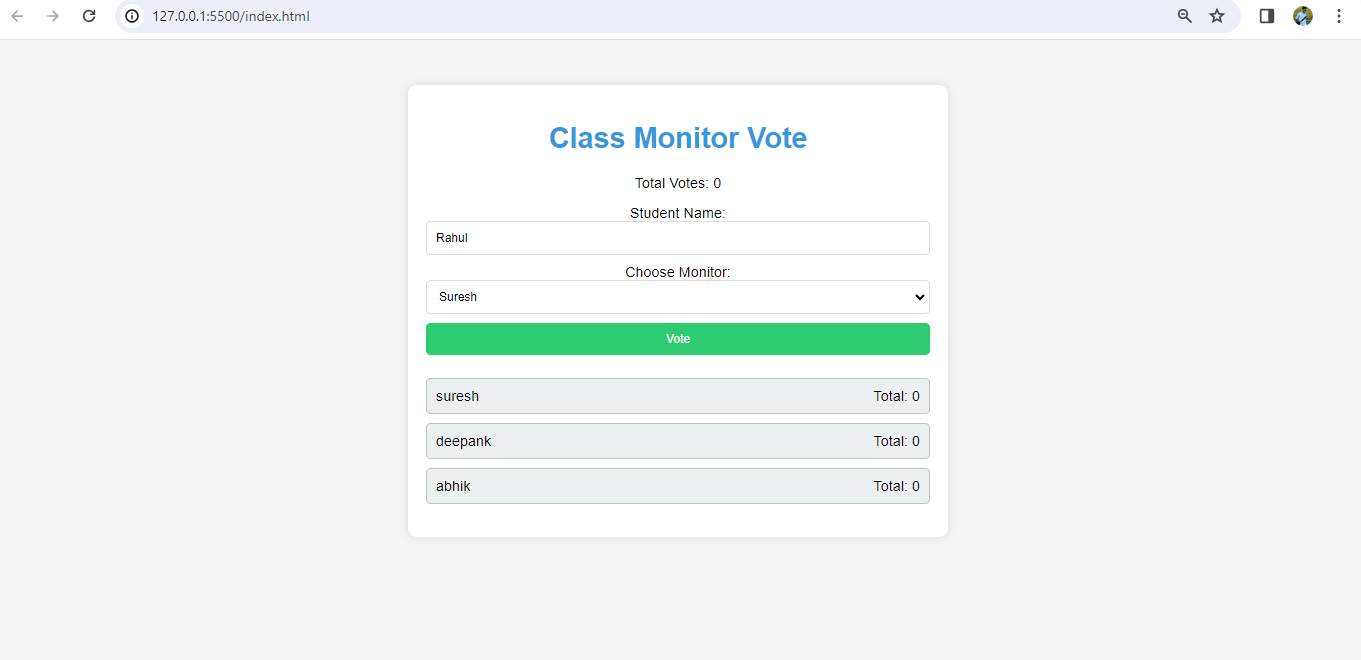 127.0.0.1:5500/index.html
Class Monitor Vote
Total Votes: 0
Student Name:
Rahul
Choose Monitor:
Suresh
Vote
suresh Total: 0
deepank Total: 0
abhik Total: 0